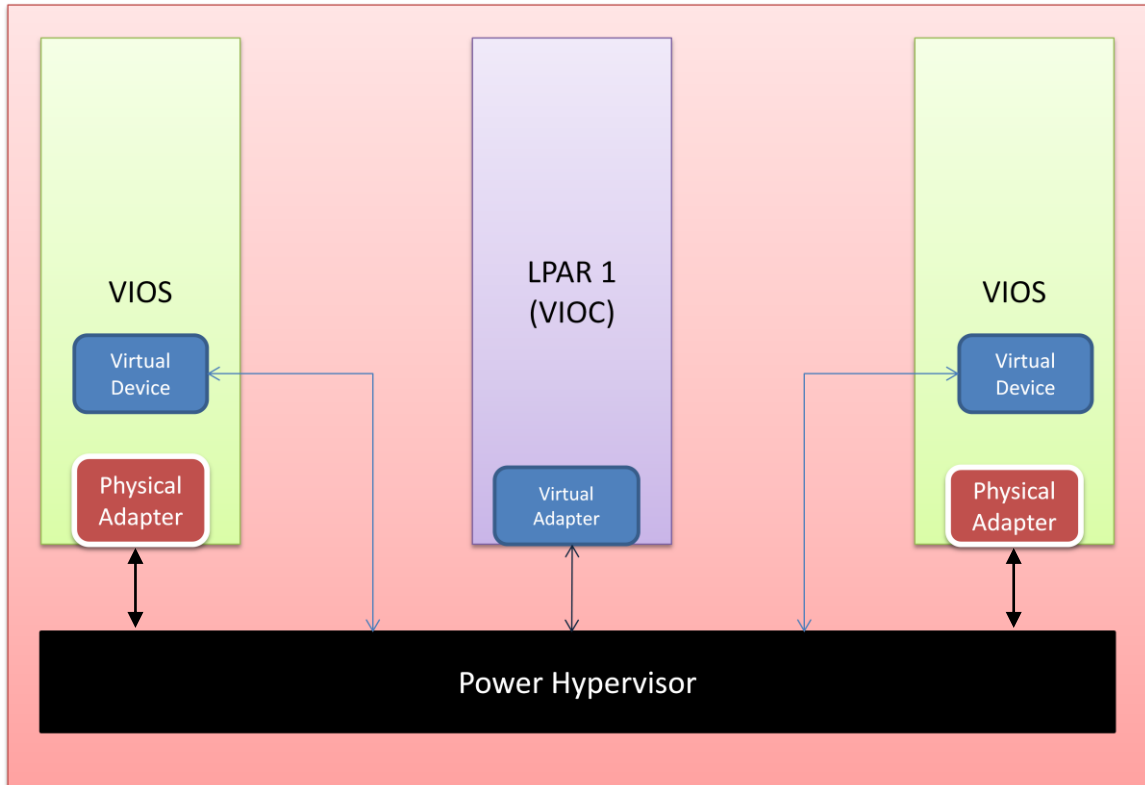 VIOS
Virtual
Device
Physical
Adapter
LPAR 1
(VIOC)
Virtual
Adapter
VIOS
Virtual
Device
Physical
Adapter
Power Hypervisor